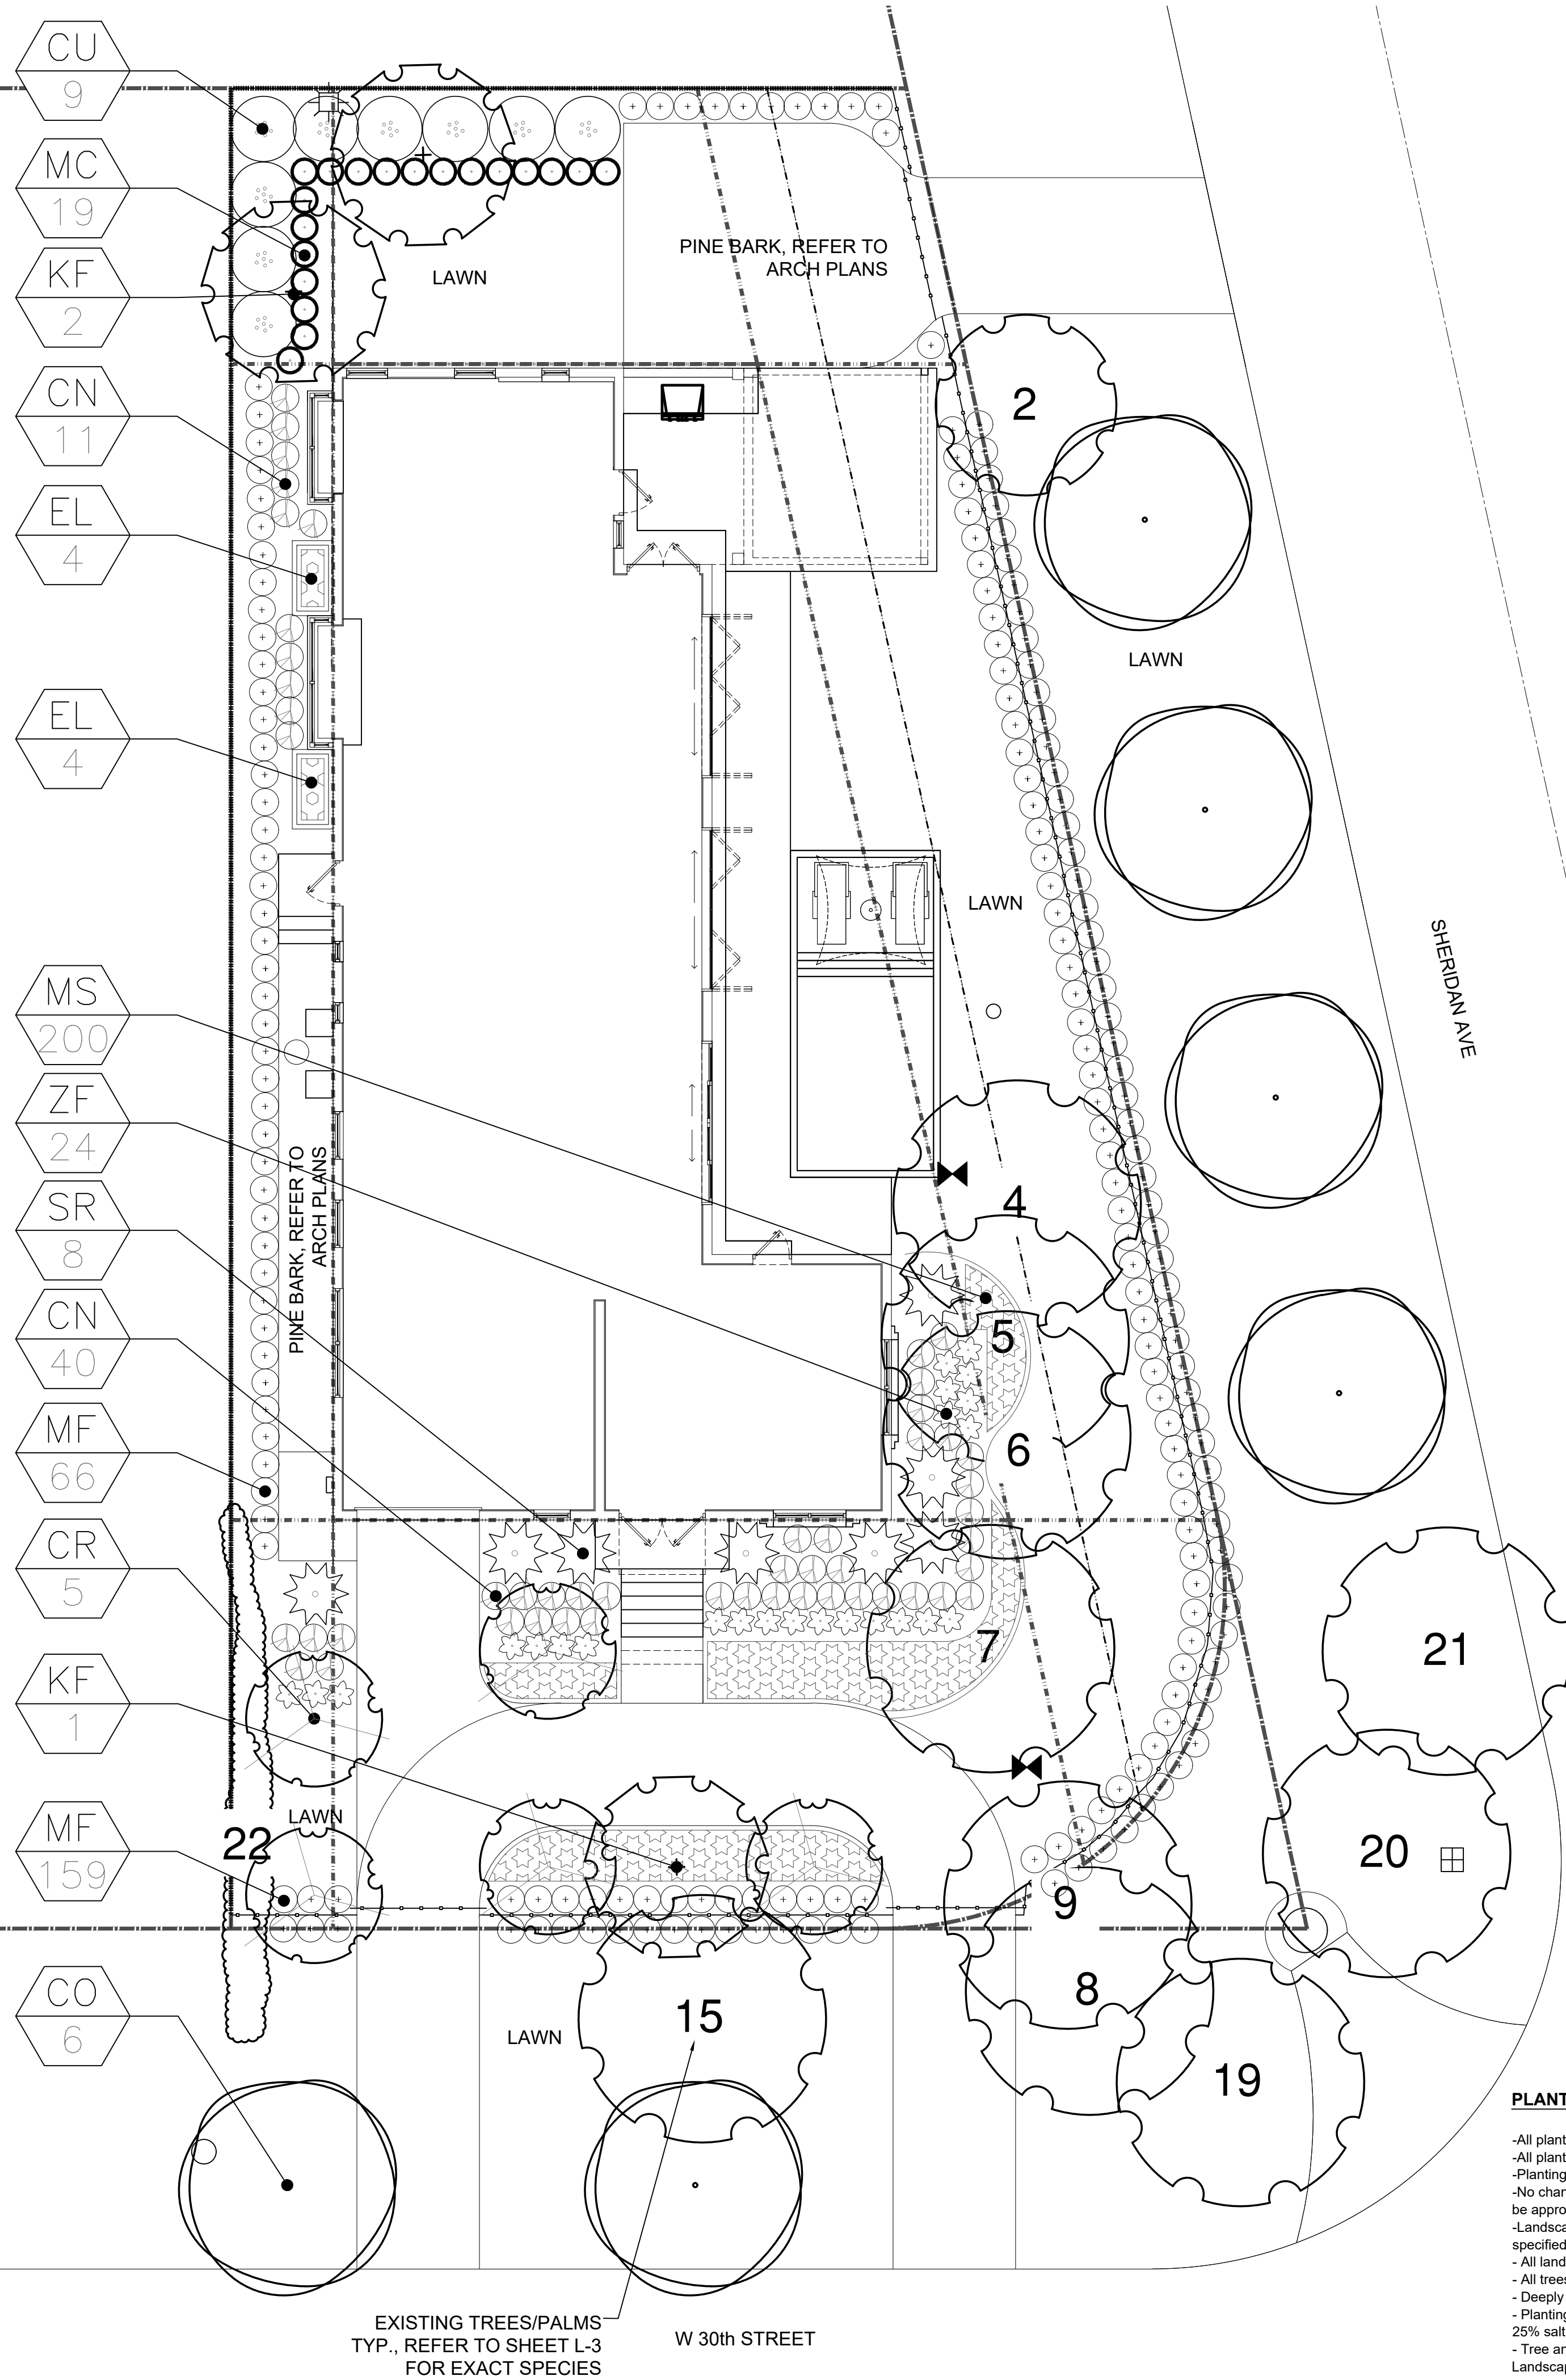 CU
9
MC
19
KF
2
CN
11
EL
4
EL
4
MS
200
ZF
24
SR
8
CN
40
MF
66
CR
5
KF
1
MF
159
CO
6
LAWN
PINE BARK, REFER TO
ARCH PLANS
2
LAWN
LAWN
SHERIDAN AVE
PINE BARK, REFER TO
ARCH PLANS
4
5
6
7
21
LAWN
22
20
9
8
15
LAWN
19
EXISTING TREES/PALMS
TYP., REFER TO SHEET L-3
FOR EXACT SPECIES
W 30th STREET
PLANT
-All plant
-All plant
-Planting
-No char
be appro
-Landsca
specified
- All land
- All trees
- Deeply
- Planting
25% salt
- Tree an
Landscap